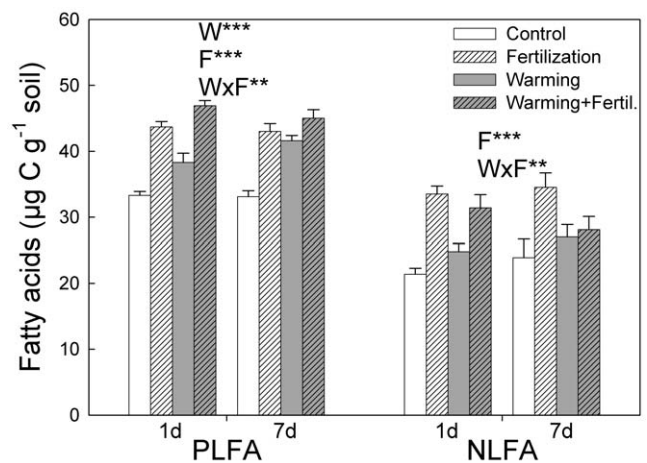 Fatty acids (µg C g⁻¹ soil)
60
50
40
30
20
10
0
W***
F***
WxF**
Control
Fertilization
Warming
Warming+Fertil.
F***
WxF**
1d 7d 1d 7d
PLFA NLFA